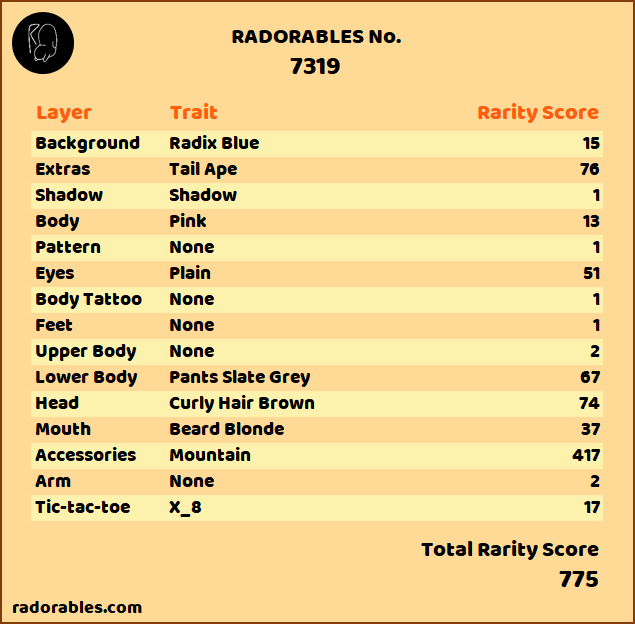 RADORABLES No.
7319
Layer Trait Rarity Score
Background Radix Blue 15
Extras Tail Ape 76
Shadow Shadow 1
Body Pink 13
Pattern None 1
Eyes Plain 51
Body Tattoo None 1
Feet None 1
Upper Body None 2
Lower Body Pants Slate Grey 67
Head Curly Hair Brown 74
Mouth Beard Blonde 37
Accessories Mountain 417
Arm None 2
Tic-tac-toe X_8 17
Total Rarity Score
775
radorables.com